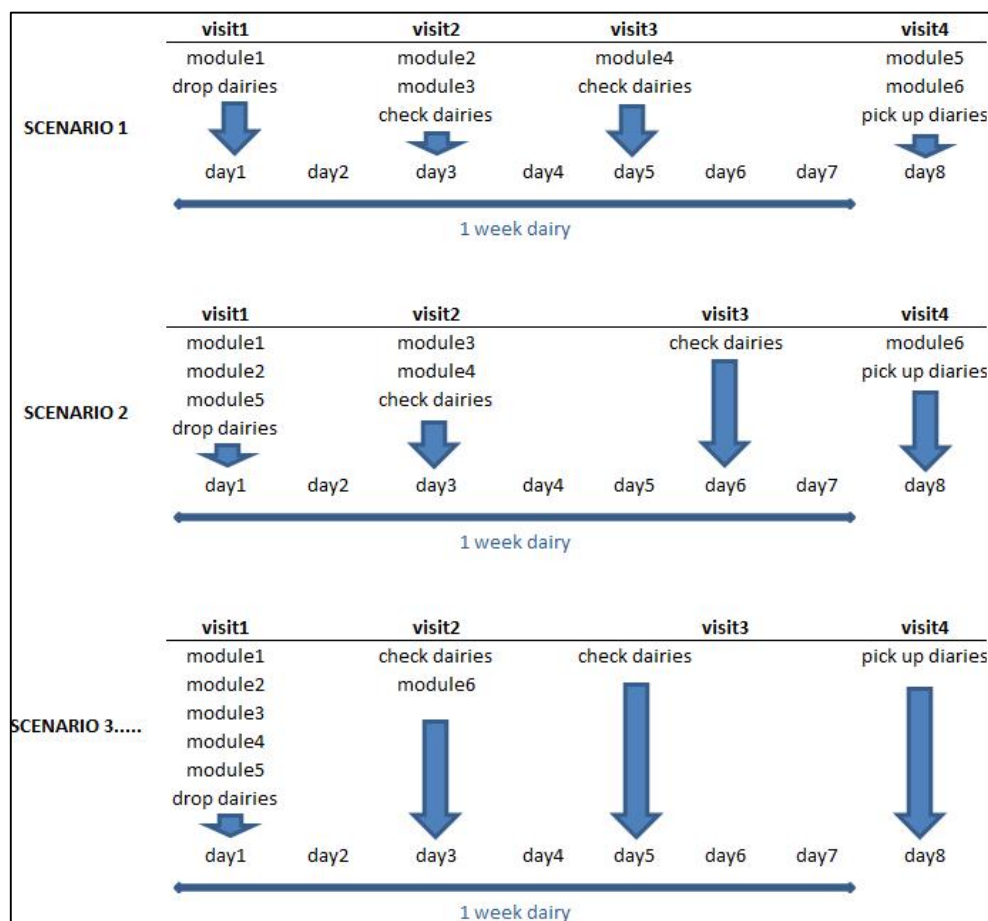 visit1 visit2 visit3 visit4
module1 module2 module4 module5
drop dairies module3 check dairies module6
check dairies pick up diaries
SCENARIO 1
day1 day2 day3 day4 day5 day6 day7 day8
1 week dairy
visit1 visit2 visit3 visit4
module1 module3 check dairies module6
module2 module4 pick up diaries
module5 check dairies
SCENARIO 2
drop dairies
day1 day2 day3 day4 day5 day6 day7 day8
1 week dairy
visit1 visit2 visit3 visit4
module1 check dairies check dairies pick up diaries
module2 module6
module3
SCENARIO 3.....
module4
module5
drop dairies
day1 day2 day3 day4 day5 day6 day7 day8
1 week dairy